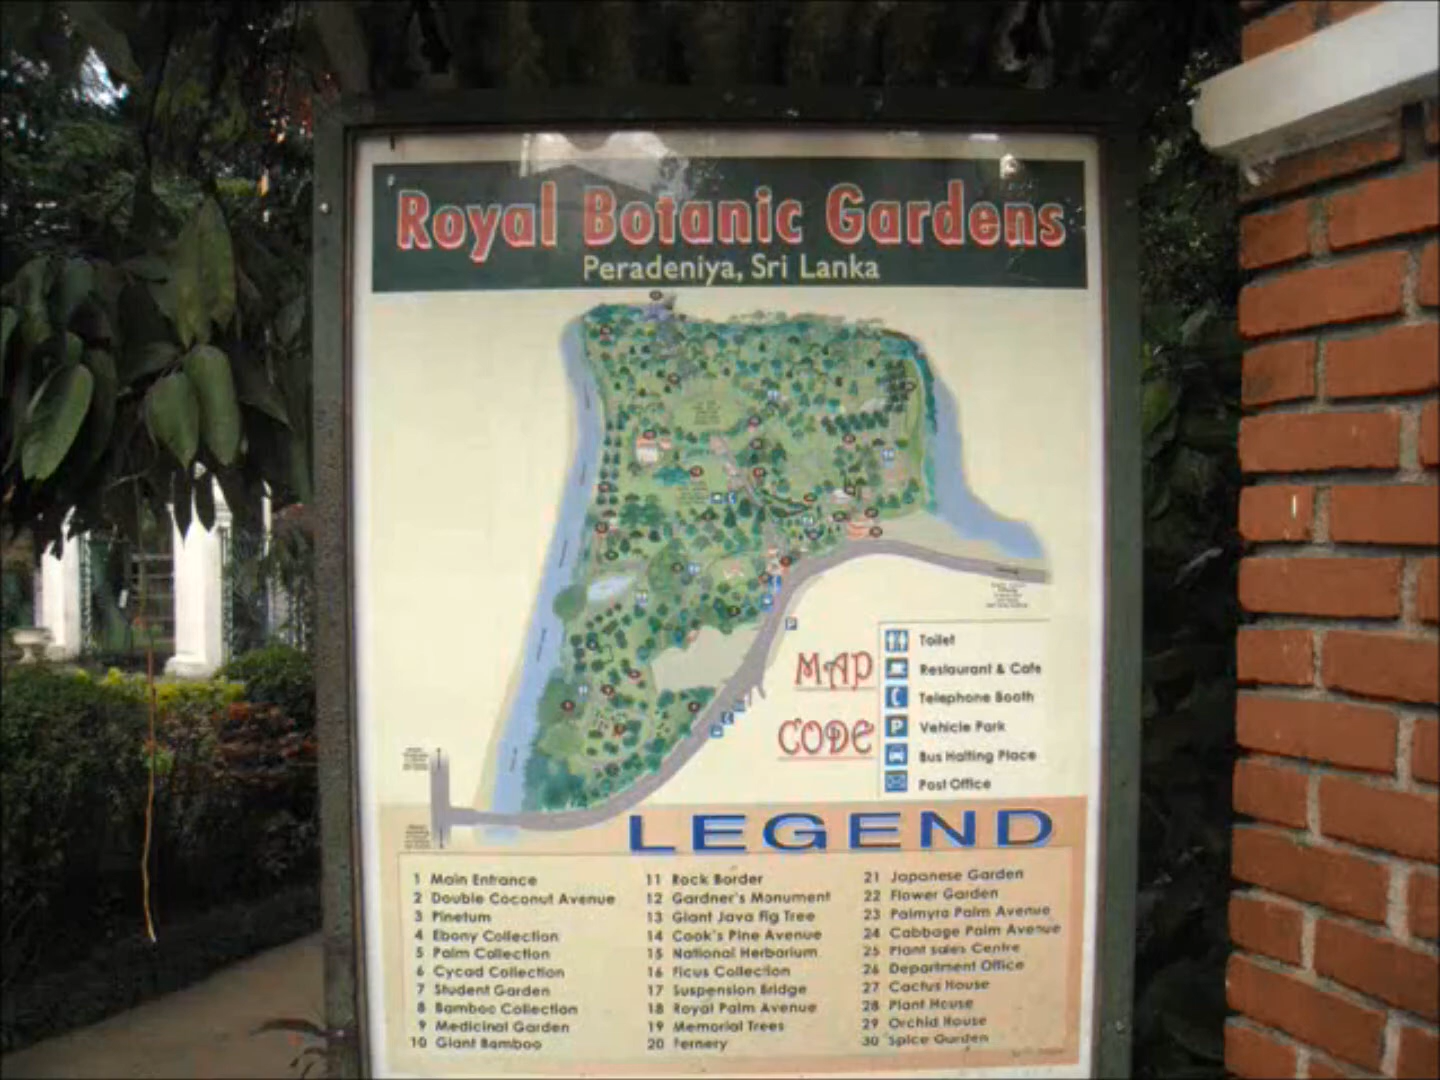 Royal Botanic Gardens
Peradeniya, Sri Lanka
P
MAP
CODE
Toilet
Restaurant & Cafe
Telephone Booth
P Vehicle Park
Bus Halting Place
Post Office
LEGEND
1 Main Entrance
2 Double Coconut Avenue
3 Pinetum
4 Ebony Collection
5 Palm Collection
6 Cycad Collection
7 Student Garden
8 Bamboo Collection
9 Medicinal Garden
10 Giant Bamboo
11 Rock Border
12 Gardner's Monument
13 Giant Java Fig Tree
14 Cook's Pine Avenue
15 National Herbarium
16 Ficus Collection
17 Suspension Bridge
18 Royal Palm Avenue
19 Memorial Trees
20 Fernery
21 Japanese Garden
22 Flower Garden
23 Palmyra Palm Avenue
24 Cabbage Palm Avenue
25 Plant sales Centre
26 Department Office
27 Cactus House
28 Plant House
29 Orchid House
30 Spice Garden